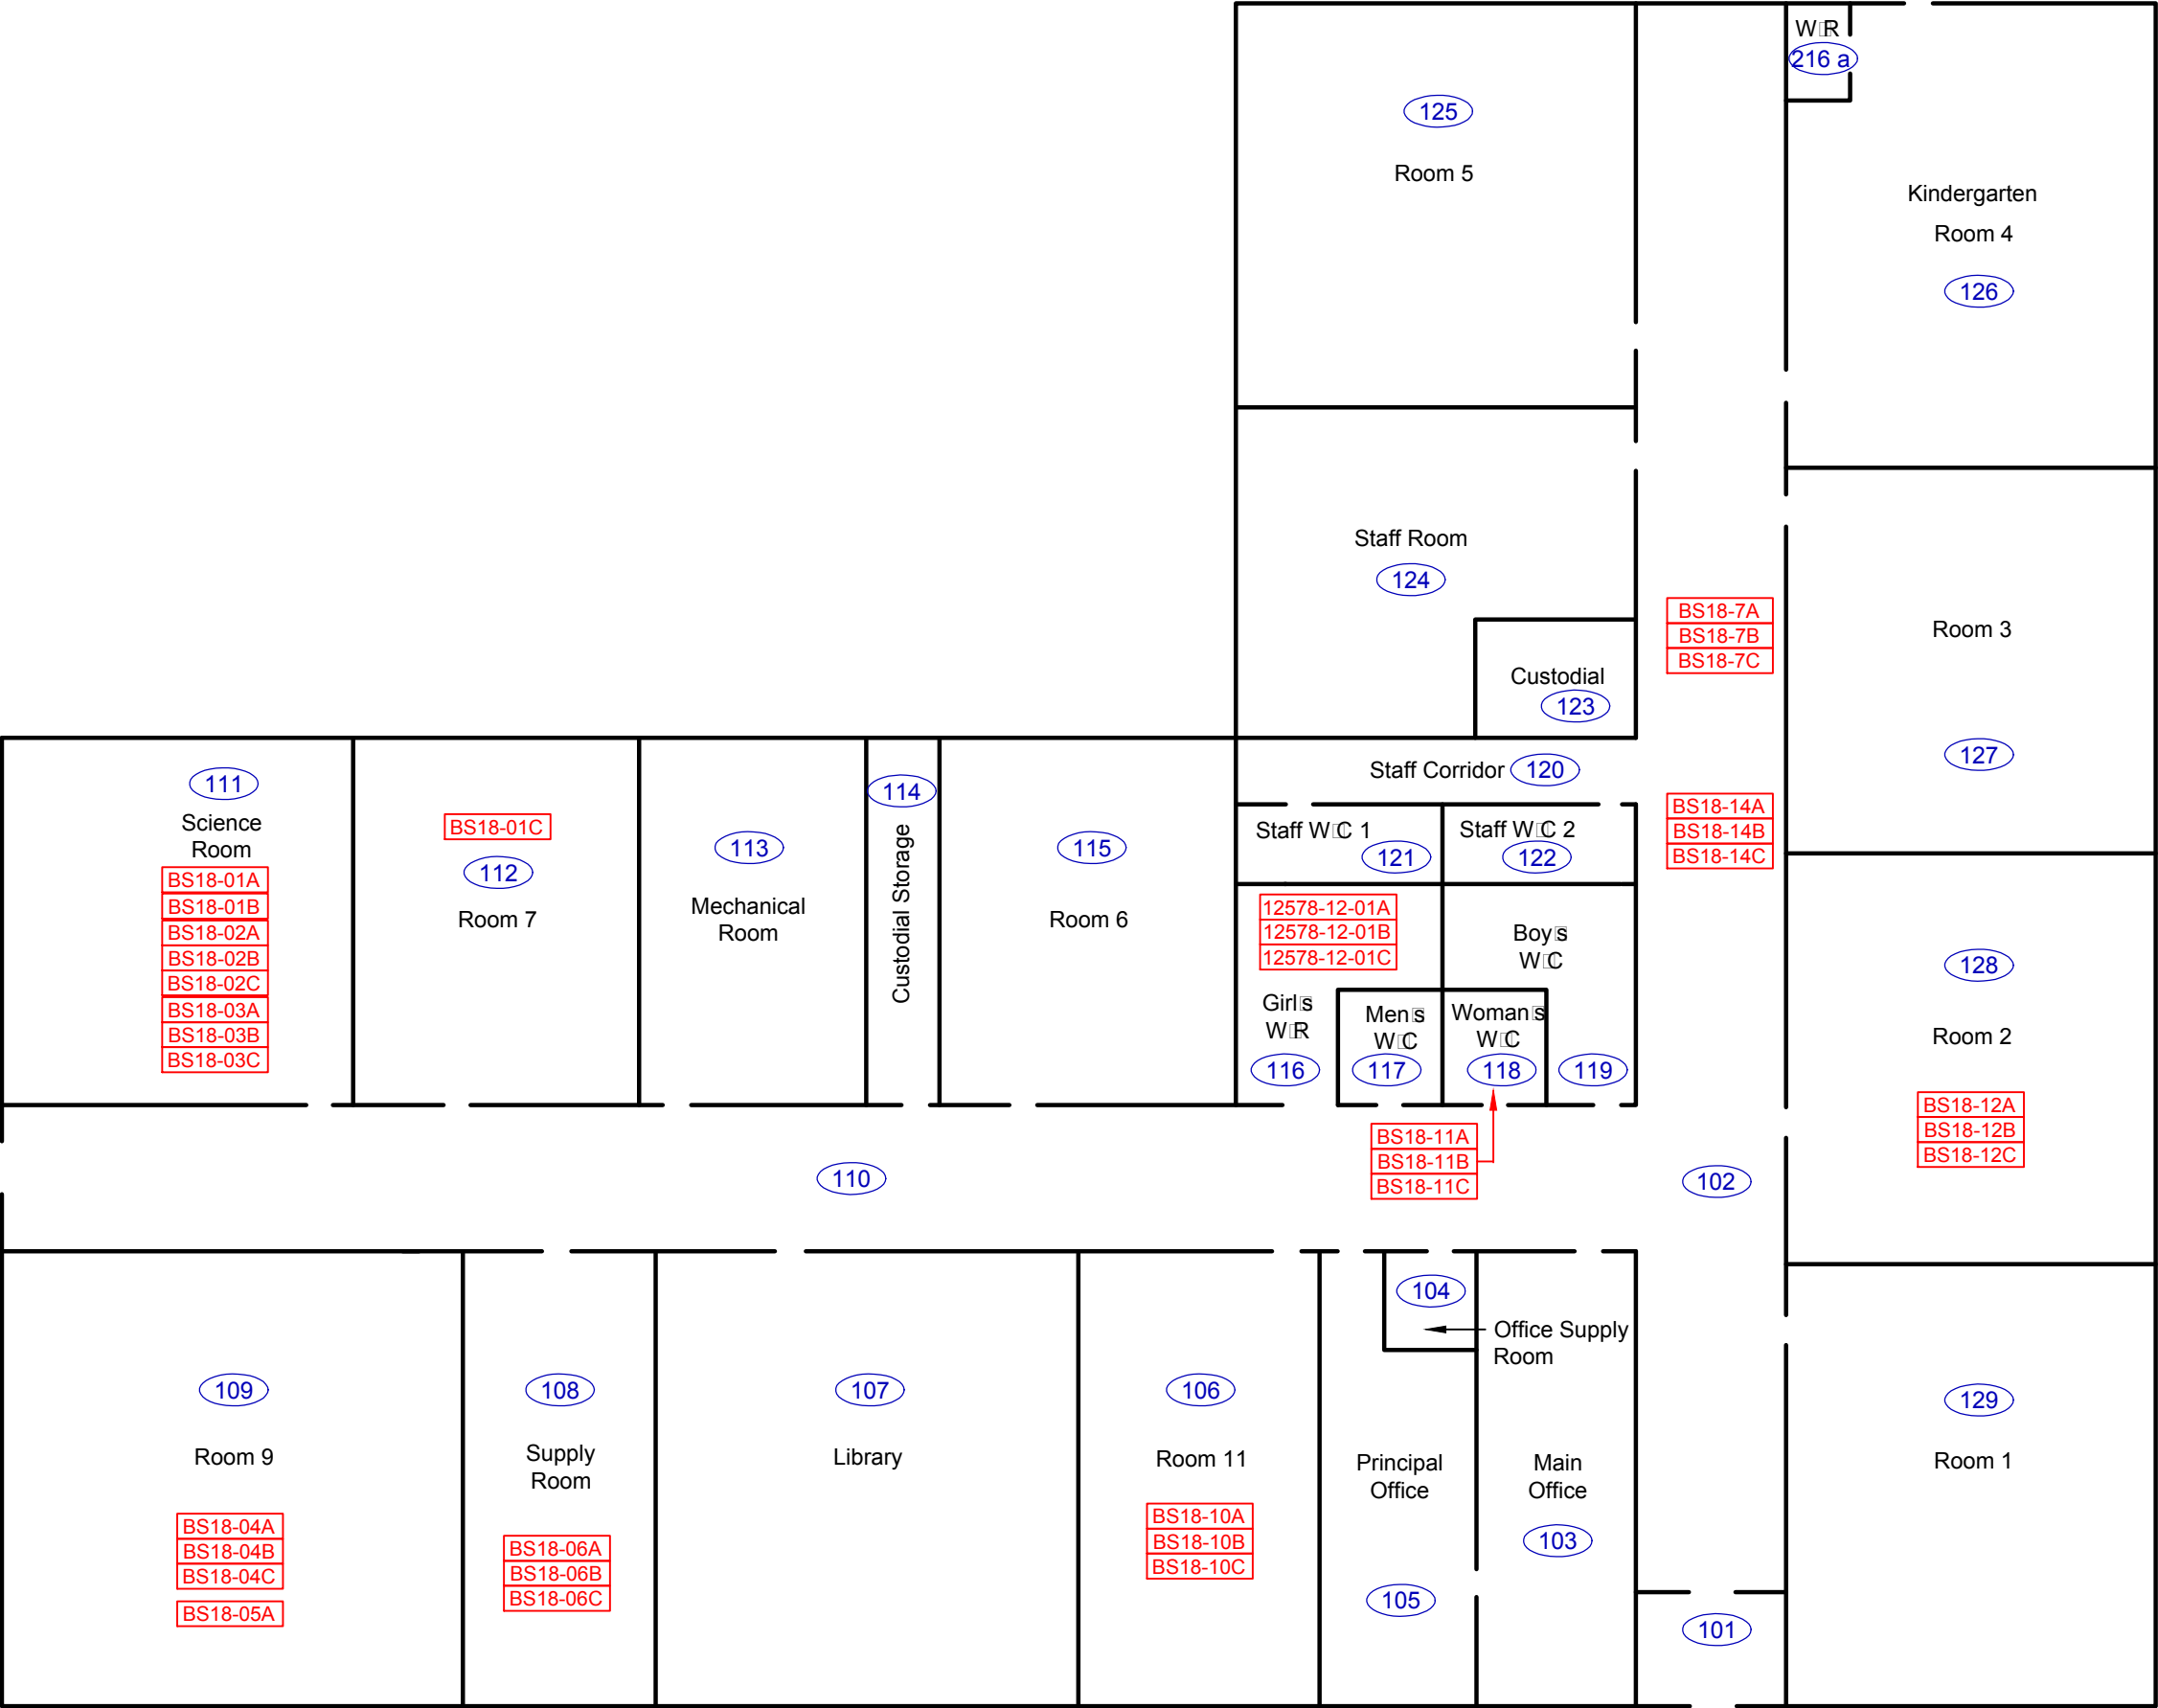 W R
216 a
125
Room 5
Kindergarten
Room 4
126
Staff Room
124
Custodial
123
BS18-7A
BS18-7B
BS18-7C
Room 3
127
111
Science
Room
BS18-01A
BS18-01B
BS18-02A
BS18-02B
BS18-02C
BS18-03A
BS18-03B
BS18-03C
BS18-01C
112
Room 7
113
Mechanical
Room
114
Custodial Storage
115
Room 6
Staff Corridor 120
Staff W C 1
121
Staff W C 2
122
BS18-14A
BS18-14B
BS18-14C
12578-12-01A
12578-12-01B
12578-12-01C
Girl s
W R
116
Men s
W C
117
Woman s
W C
118
Boy s
W C
119
128
Room 2
BS18-12A
BS18-12B
BS18-12C
BS18-11A
BS18-11B
BS18-11C
110
102
109
Room 9
BS18-04A
BS18-04B
BS18-04C
BS18-05A
108
Supply
Room
BS18-06A
BS18-06B
BS18-06C
107
Library
106
Room 11
BS18-10A
BS18-10B
BS18-10C
104
Office Supply
Room
Principal
Office
105
Main
Office
103
101
129
Room 1